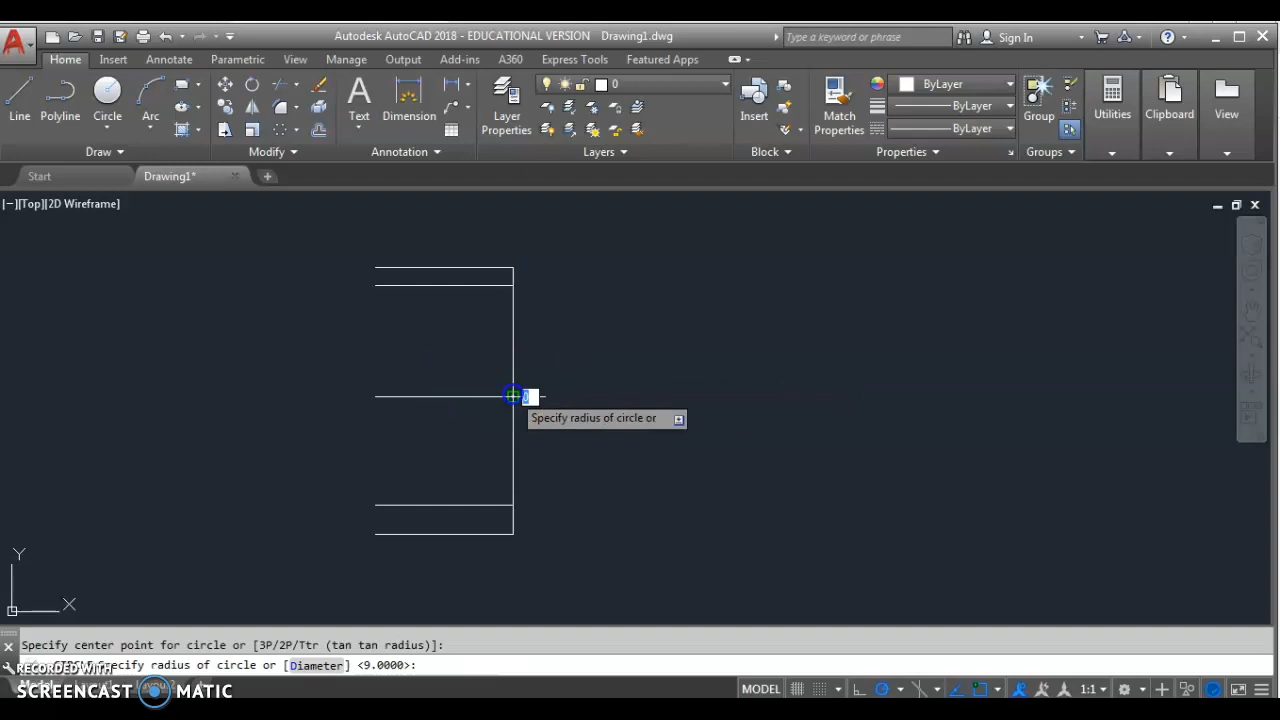 Autodesk AutoCAD 2018 - EDUCATIONAL VERSION Drawing1.dwg
Type a keyword or phrase
Sign In
Home Insert Annotate Parametric View Manage Output Add-ins A360 Express Tools Featured Apps
Line Polyline Circle Arc
Text Dimension
Layer Properties
0
Insert
Match Properties
ByLayer
ByLayer
ByLayer
Group
Utilities
Clipboard
View
Draw Modify Annotation Layers Block Properties Groups
Start Drawing1*
[−][Top][2D Wireframe]
0
Specify radius of circle or
Y
X
Specify center point for circle or [3P/2P/Ttr (tan tan radius)]:
Specify radius of circle or [Diameter] <9.0000>:
RECORDED WITH
SCREENCAST MATIC
MODEL 1:1